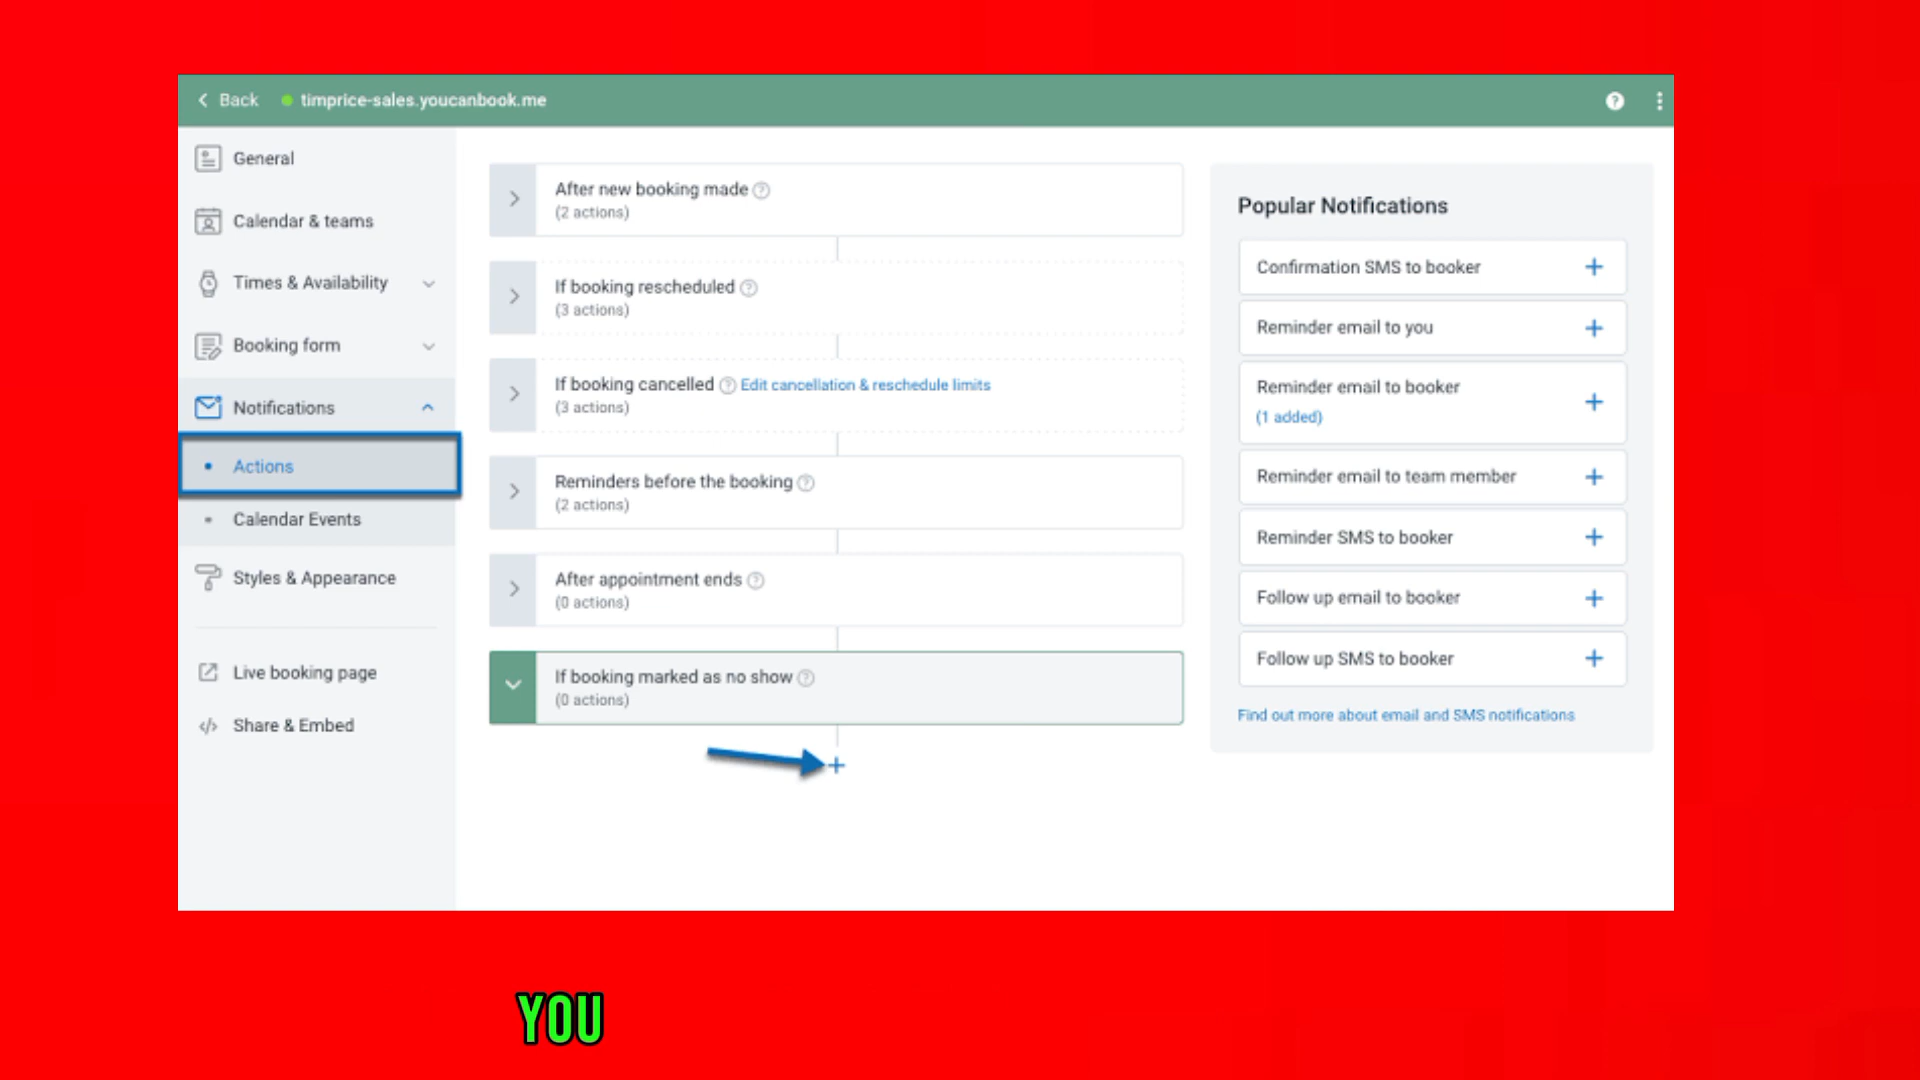 Back
timprice-sales.youcanbook.me
General
Calendar & teams
Times & Availability
Booking form
Notifications
Actions
Calendar Events
Styles & Appearance
Live booking page
Share & Embed
After new booking made
(2 actions)
If booking rescheduled
(3 actions)
If booking cancelled Edit cancellation & reschedule limits
(3 actions)
Reminders before the booking
(2 actions)
After appointment ends
(0 actions)
If booking marked as no show
(0 actions)
Popular Notifications
Confirmation SMS to booker
Reminder email to you
Reminder email to booker
(1 added)
Reminder email to team member
Reminder SMS to booker
Follow up email to booker
Follow up SMS to booker
Find out more about email and SMS notifications
YOU